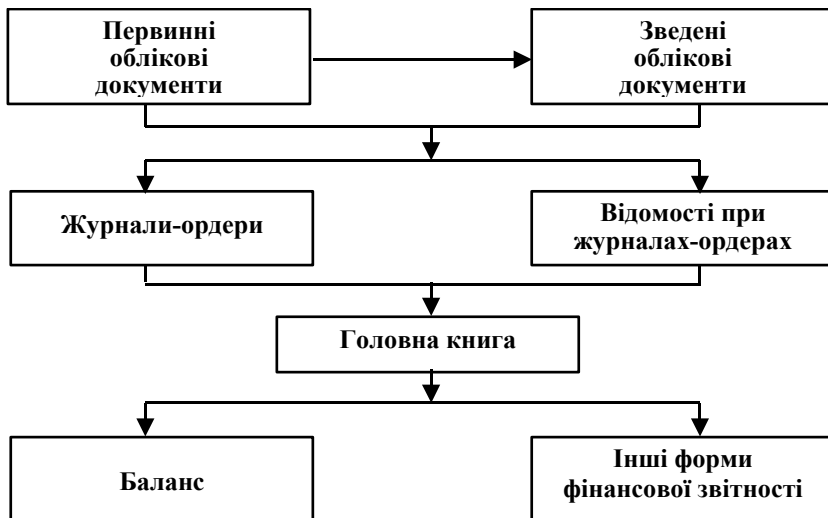 Первинні
облікові
документи
Зведені
облікові
документи
Журнали-ордери
Відомості при
журналах-ордерах
Головна книга
Баланс
Інші форми
фінансової звітності